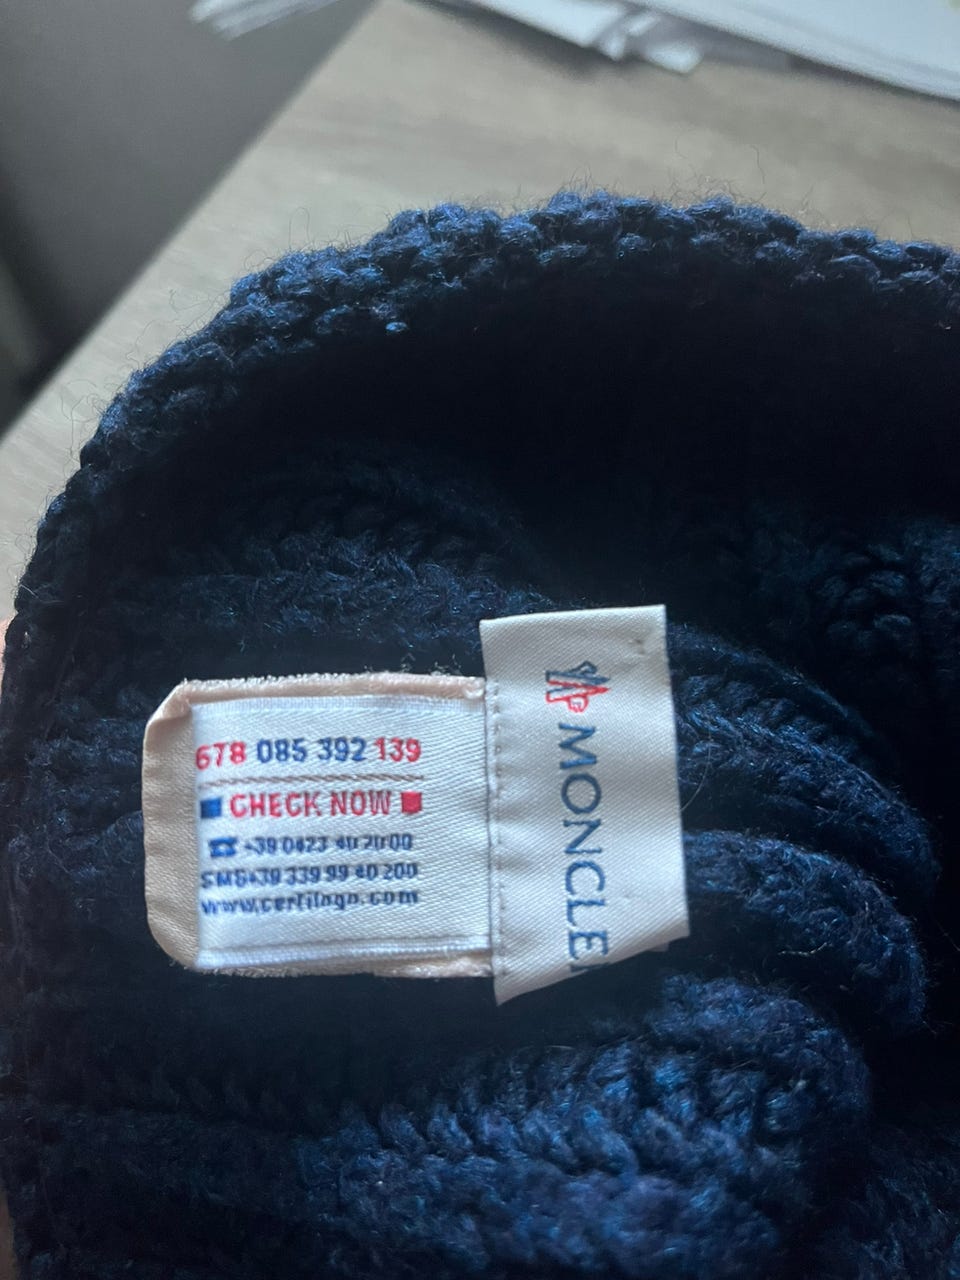 678 085 392 139
CHECK NOW
+39 0423 40 20 00
SMS+39 339 99 40 200
www.certilogo.com
MONCLE